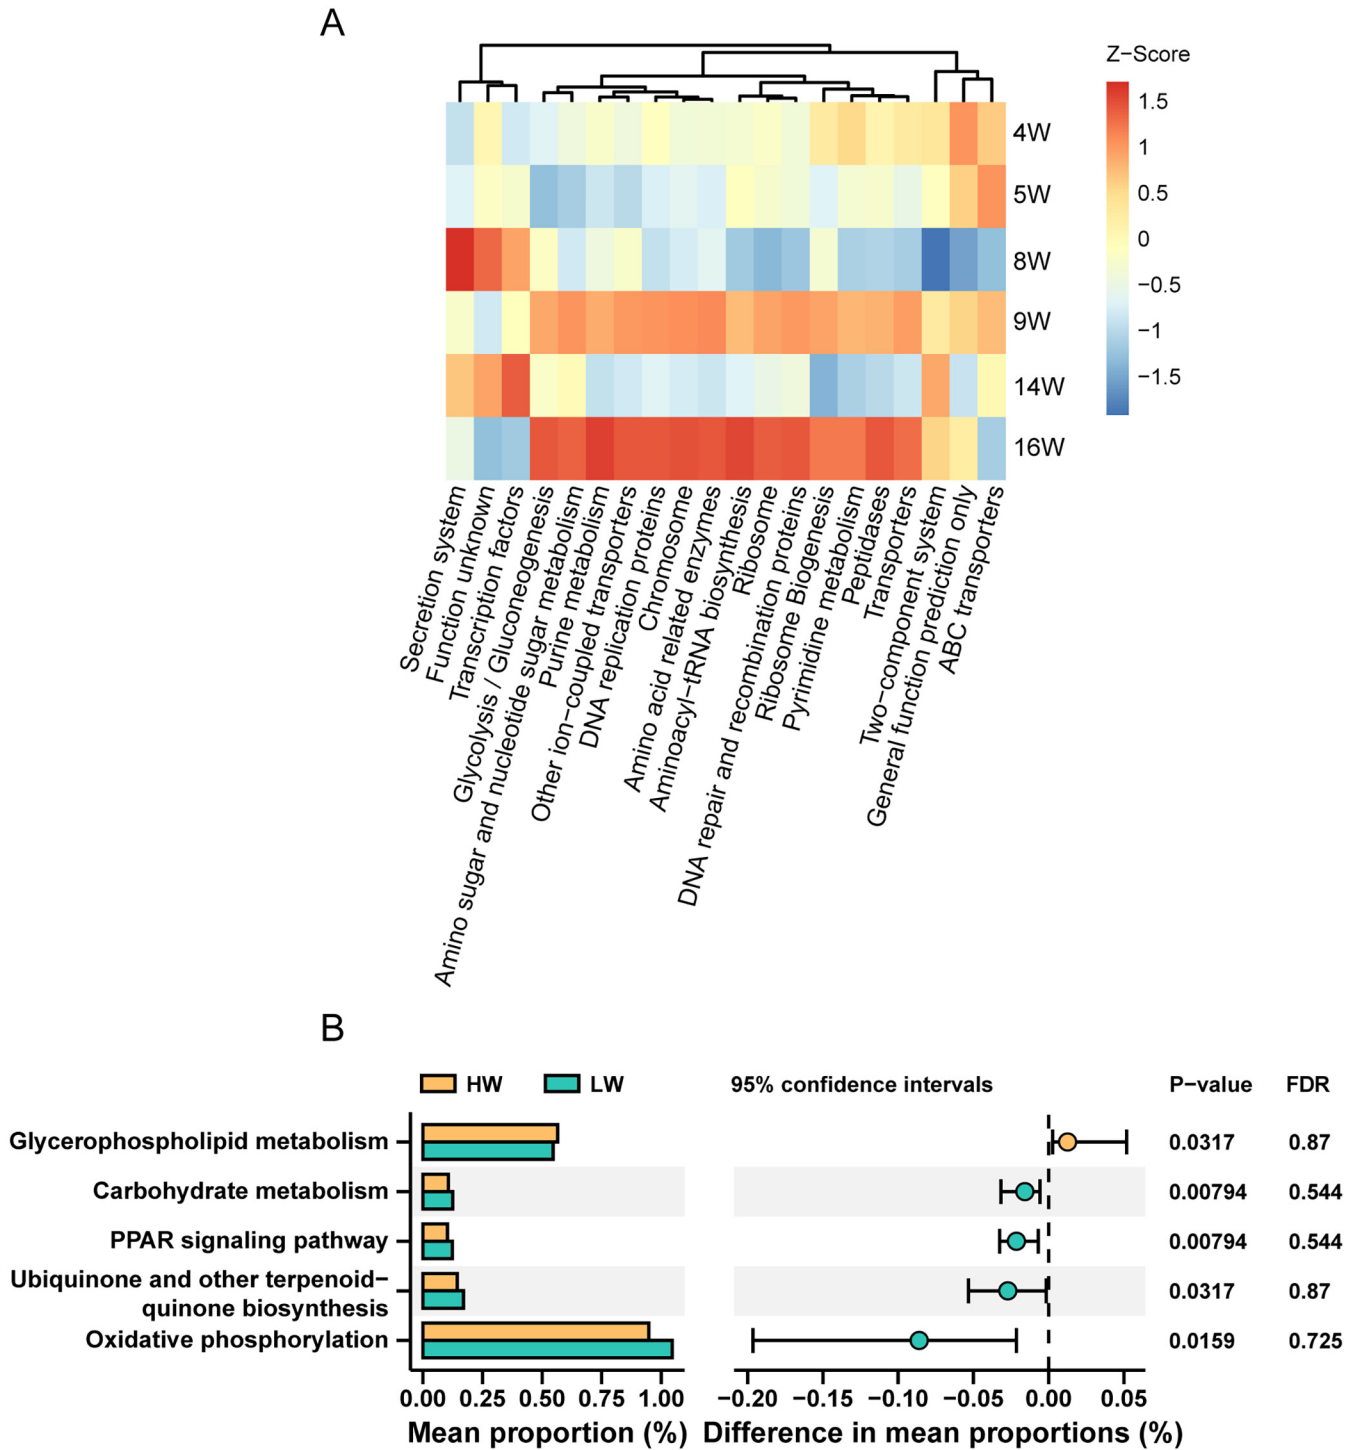 A
Z−Score
1.5
1
0.5
0
−0.5
−1
−1.5
4W
5W
8W
9W
14W
16W
Secretion system
Function unknown
Transcription factors
Glycolysis / Gluconeogenesis
Amino sugar and nucleotide sugar metabolism
Purine metabolism
Other ion−coupled transporters
DNA replication proteins
Chromosome
Amino acid related enzymes
Aminoacyl−tRNA biosynthesis
Ribosome
DNA repair and recombination proteins
Ribosome Biogenesis
Pyrimidine metabolism
Peptidases
Transporters
Two−component system
General function prediction only
ABC transporters
B
HW LW 95% confidence intervals P−value FDR
Glycerophospholipid metabolism 0.0317 0.87
Carbohydrate metabolism 0.00794 0.544
PPAR signaling pathway 0.00794 0.544
Ubiquinone and other terpenoid−
quinone biosynthesis 0.0317 0.87
Oxidative phosphorylation 0.0159 0.725
0.00 0.25 0.50 0.75 1.00 −0.20 −0.15 −0.10 −0.05 0.00 0.05
Mean proportion (%) Difference in mean proportions (%)